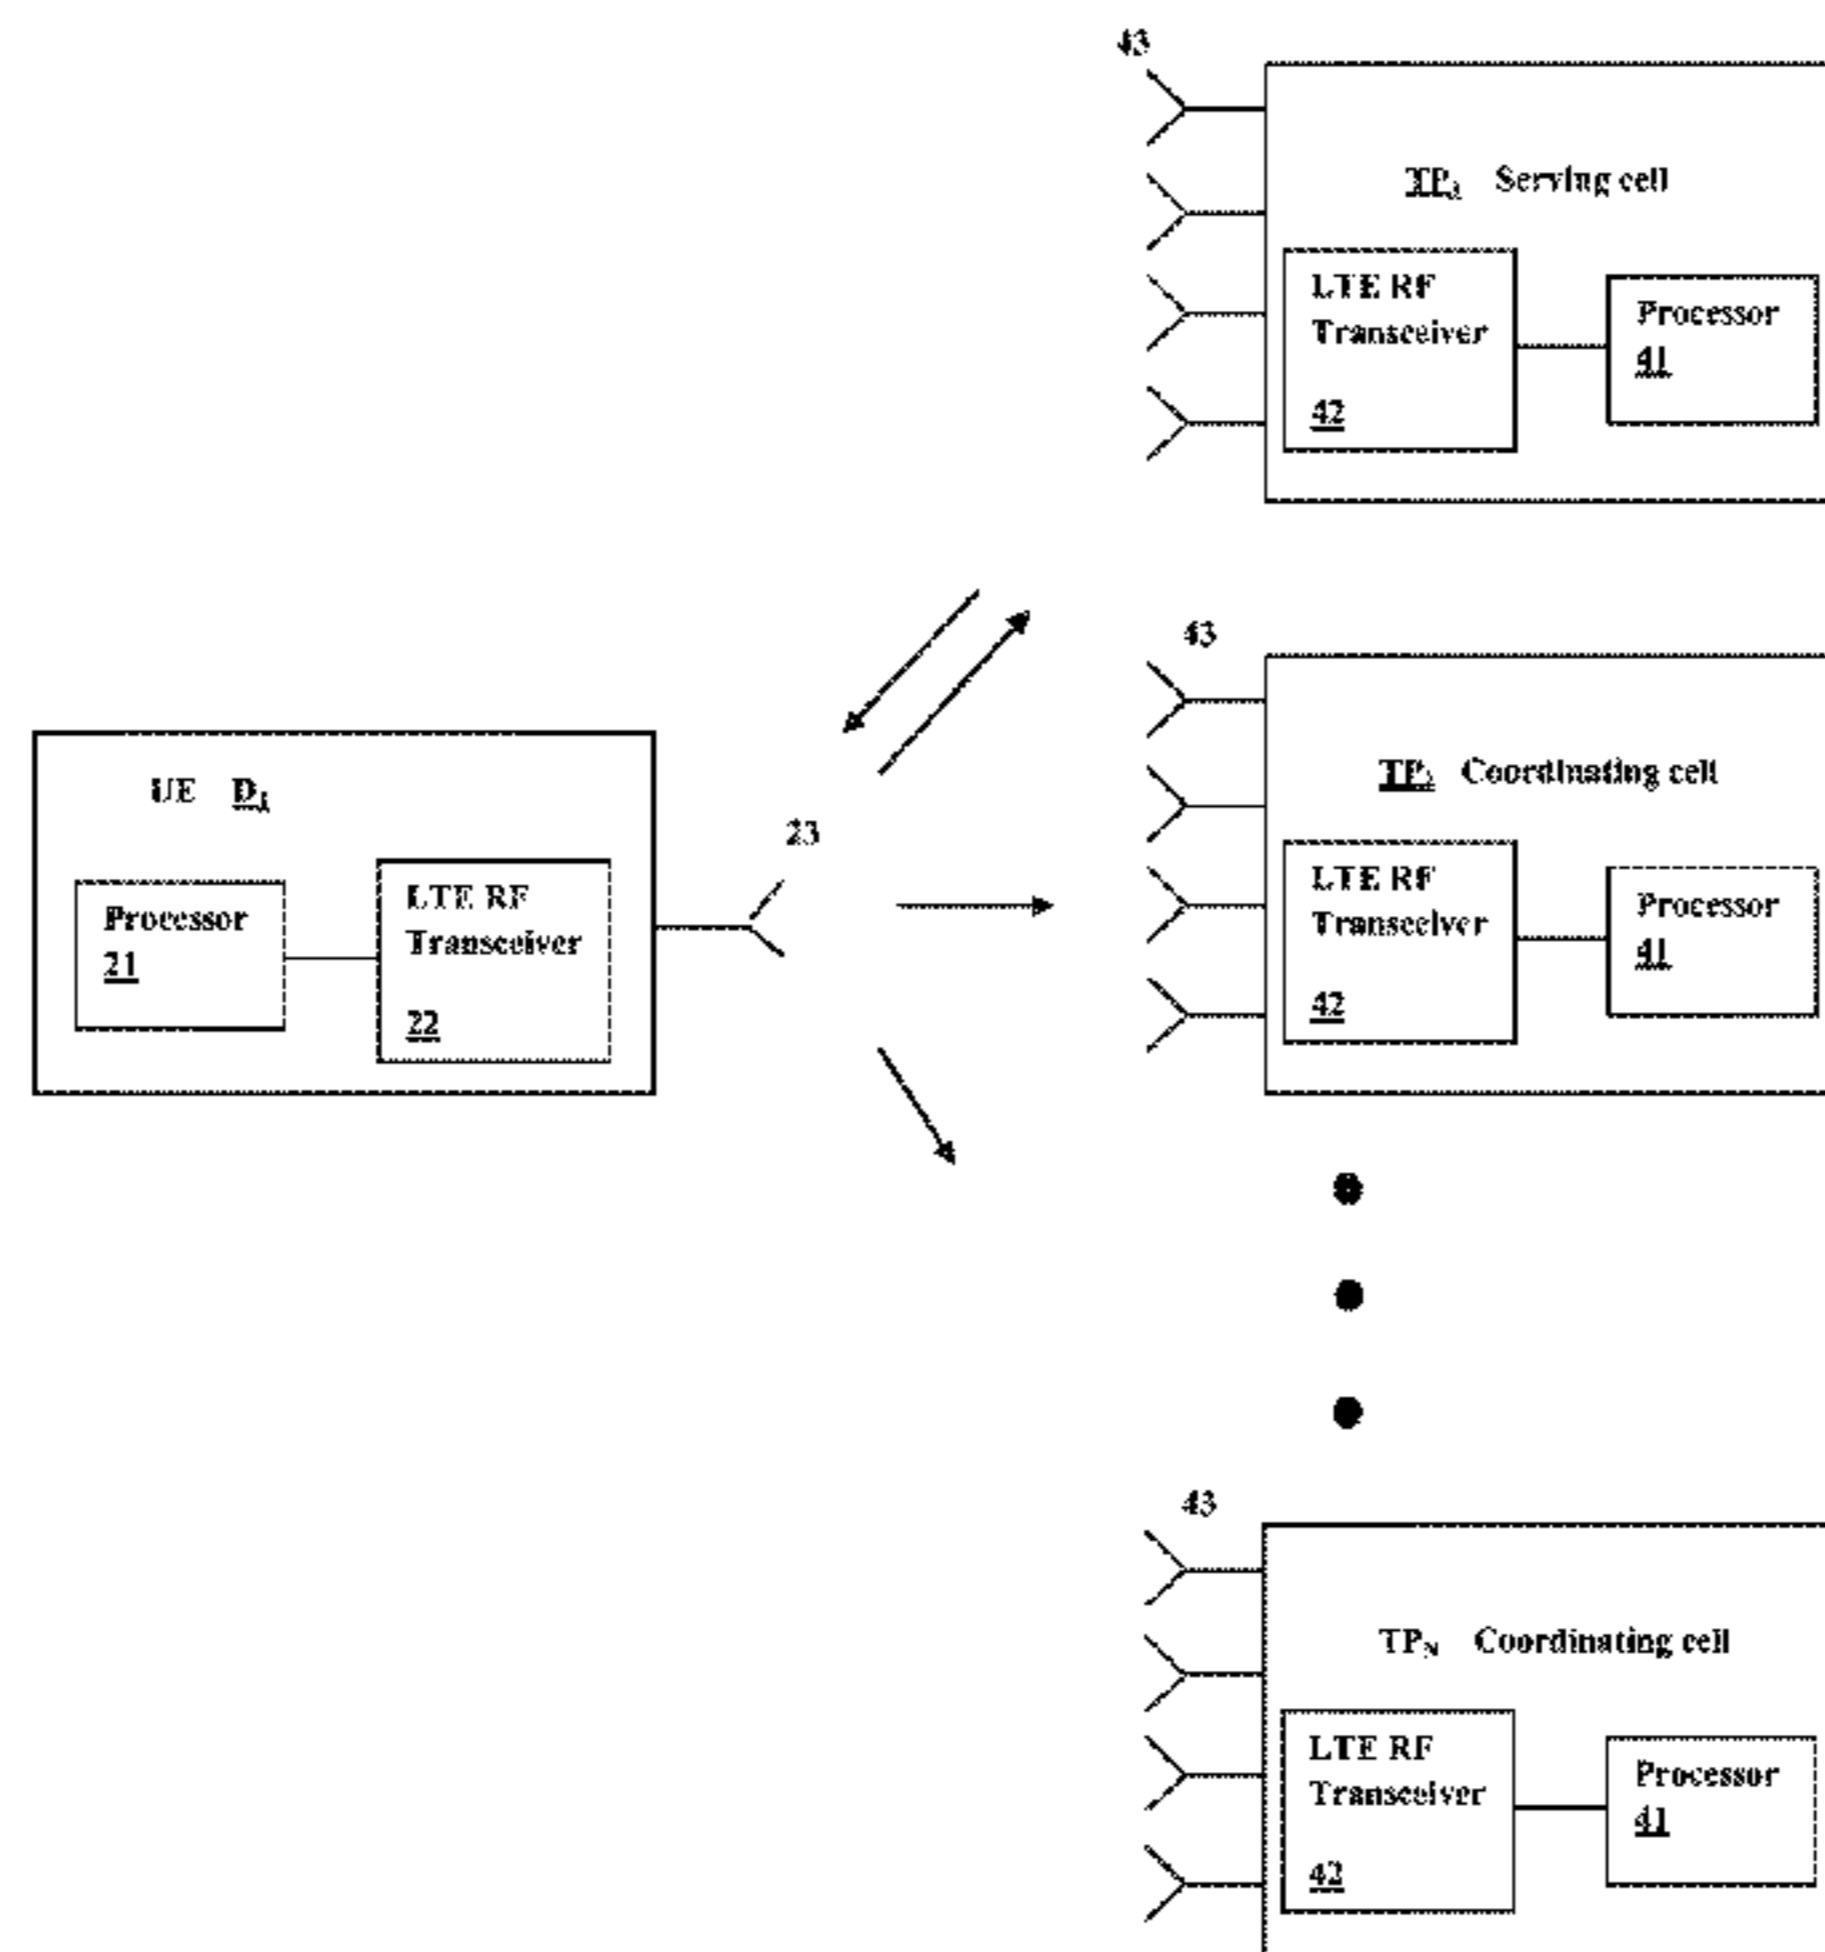 43
TP₁ Serving cell
LTE RF
Transceiver
42
Processor
41
43
TP₂ Coordinating cell
LTE RF
Transceiver
42
Processor
41
UE D₁
Processor
21
LTE RF
Transceiver
22
23
43
TPN Coordinating cell
LTE RF
Transceiver
42
Processor
41